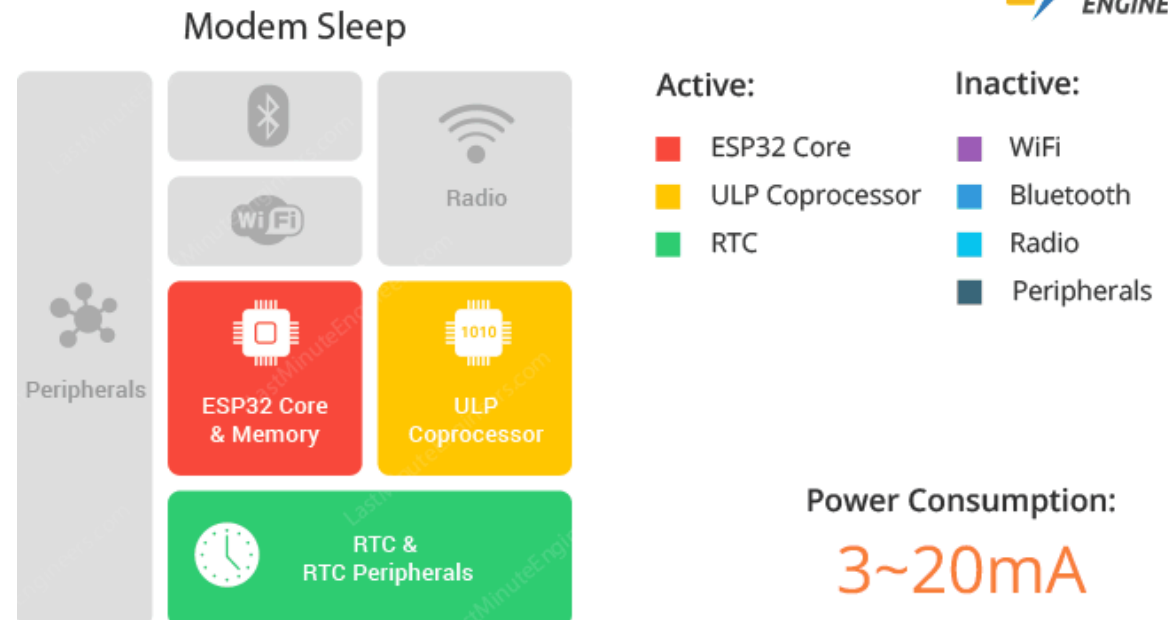 Modem Sleep
ENGINE
Active:
Inactive:
ESP32 Core
WiFi
ULP Coprocessor
Bluetooth
RTC
Radio
Peripherals
WiFi
Radio
Peripherals
ESP32 Core
& Memory
1010
ULP
Coprocessor
RTC &
RTC Peripherals
Power Consumption:
3~20mA